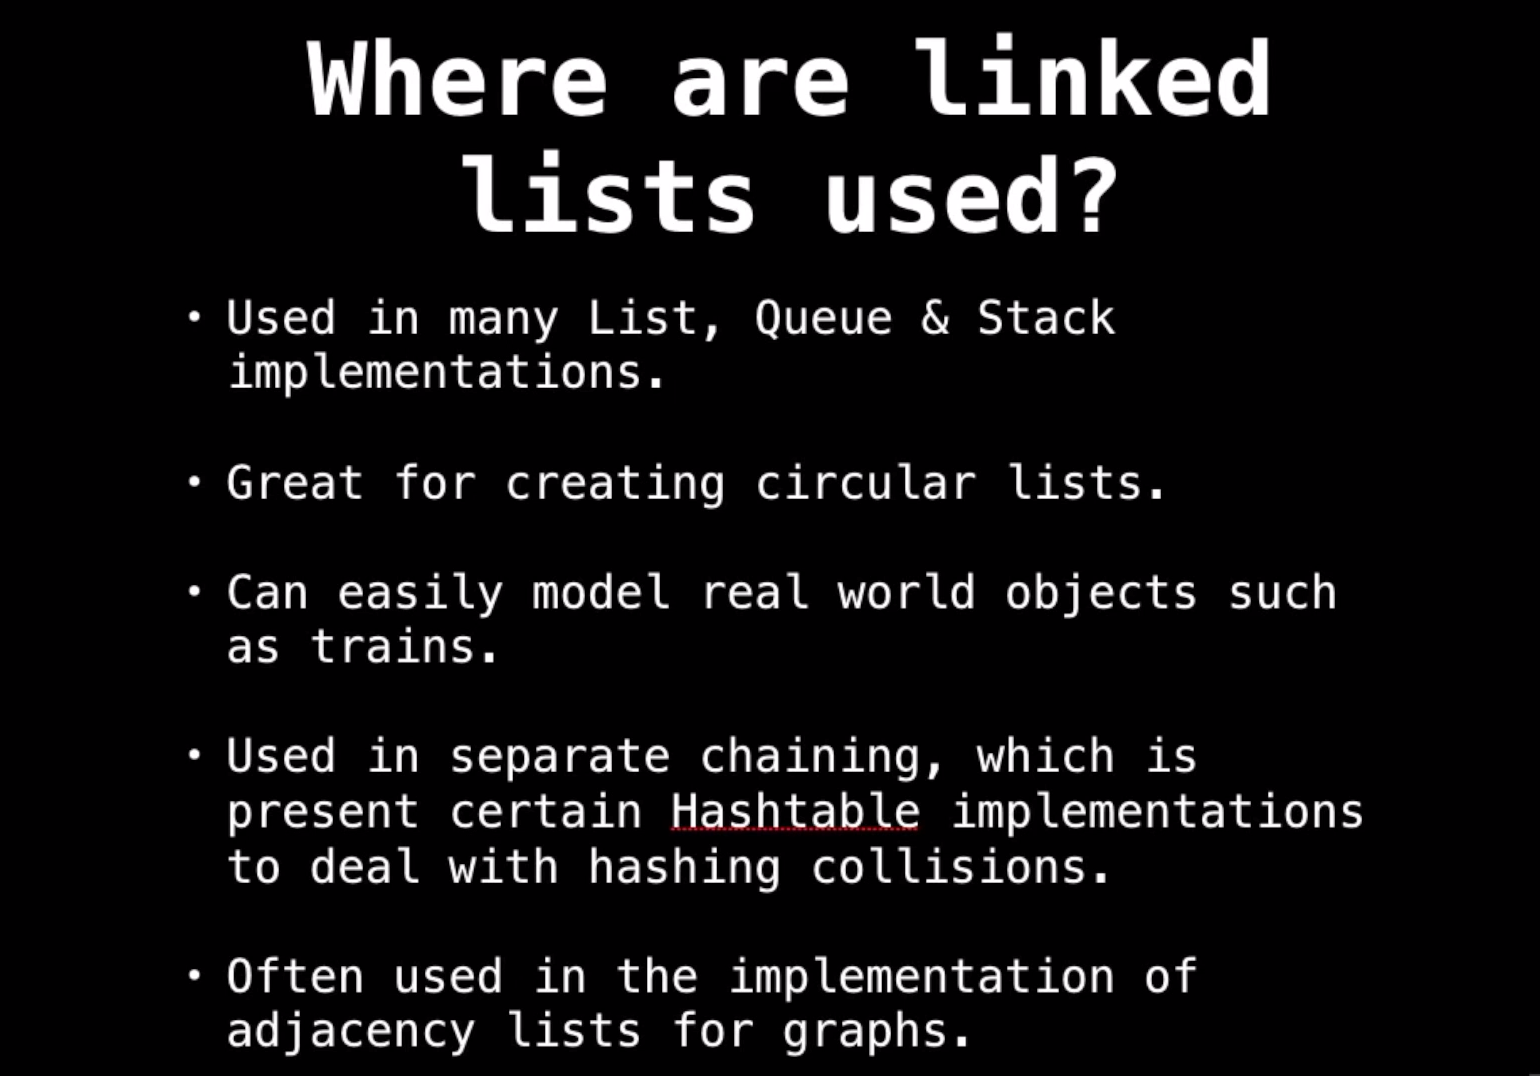 Where are linked
lists used?
• Used in many List, Queue & Stack
implementations.
• Great for creating circular lists.
• Can easily model real world objects such
as trains.
• Used in separate chaining, which is
present certain Hashtable implementations
to deal with hashing collisions.
• Often used in the implementation of
adjacency lists for graphs.